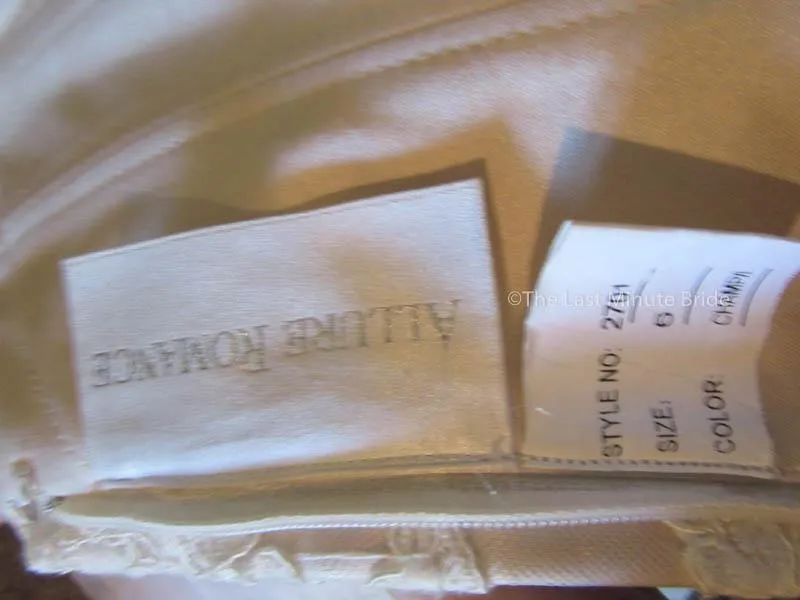 ALLURE ROMANCE
STYLE NO:
SIZE: 6
COLOR:
©The Last Minute Bride